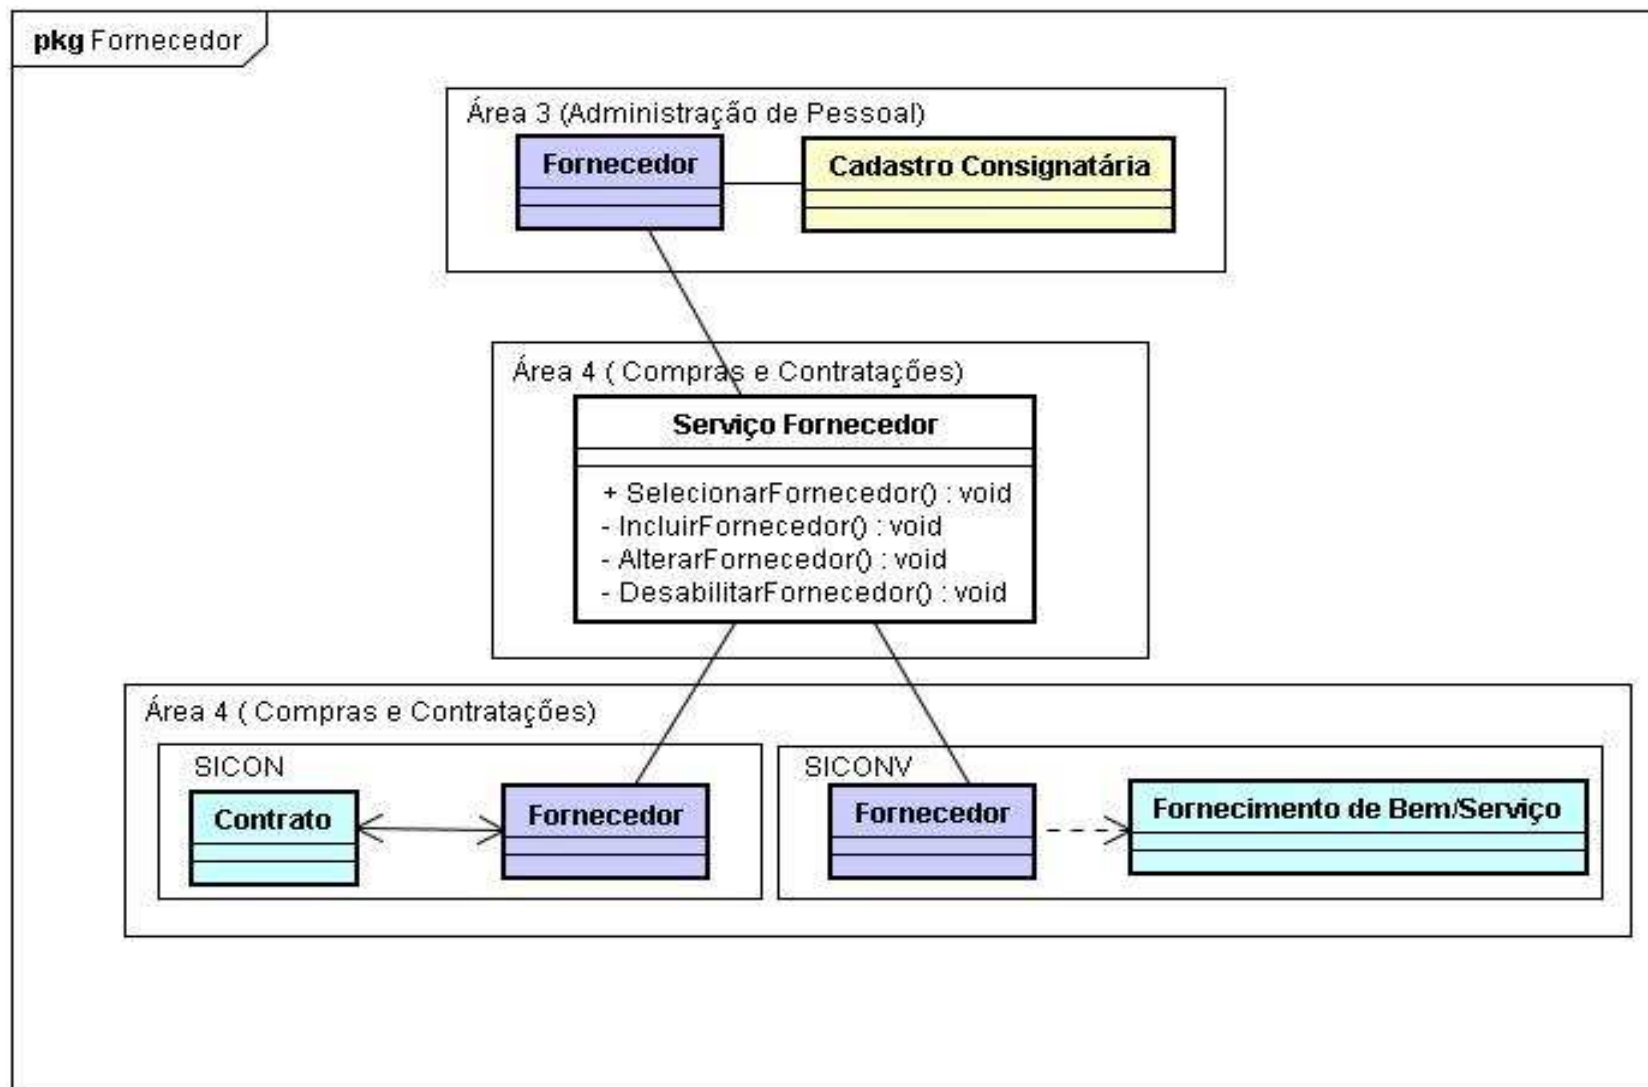 pkg Fornecedor
Área 3 (Administração de Pessoal)
Fornecedor
Cadastro Consignatária
Área 4 ( Compras e Contratações)
Serviço Fornecedor
+ SelecionarFornecedor() : void
- IncluirFornecedor() : void
- AlterarFornecedor() : void
- DesabilitarFornecedor() : void
Área 4 ( Compras e Contratações)
SICON
Contrato
Fornecedor
SICONV
Fornecedor
Fornecimento de Bem/Serviço